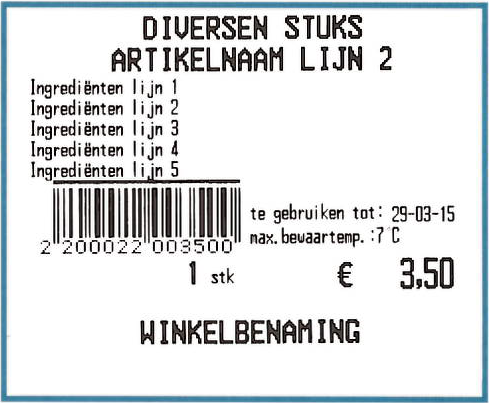 DIVERSEN STUKS
ARTIKELNAAM LIJN 2
Ingrediënten lijn 1
Ingrediënten lijn 2
Ingrediënten lijn 3
Ingrediënten lijn 4
Ingrediënten lijn 5
te gebruiken tot: 29-03-15
max.bewaartemp.:7°C
2 200022 003500
1 stk € 3,50
WINKELBENAMING